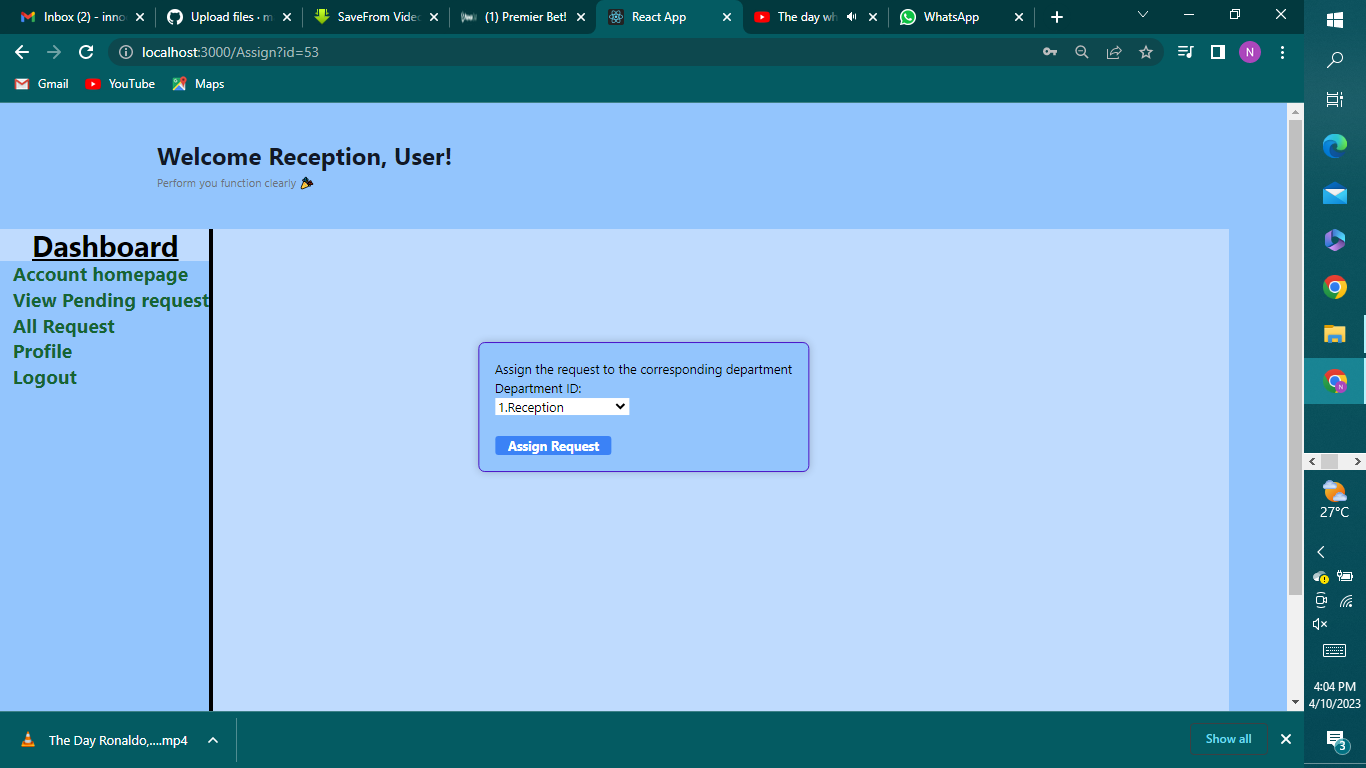 Inbox (2) - inno
Upload files · m
SaveFrom Video
(1) Premier Bet!
React App
The day wh
WhatsApp
localhost:3000/Assign?id=53
N
Gmail
YouTube
Maps
Welcome Reception, User!
Perform you function clearly
Dashboard
Account homepage
View Pending request
All Request
Profile
Logout
Assign the request to the corresponding department
Department ID:
1.Reception
Assign Request
27°C
4:04 PM
4/10/2023
3
The Day Ronaldo,....mp4
Show all